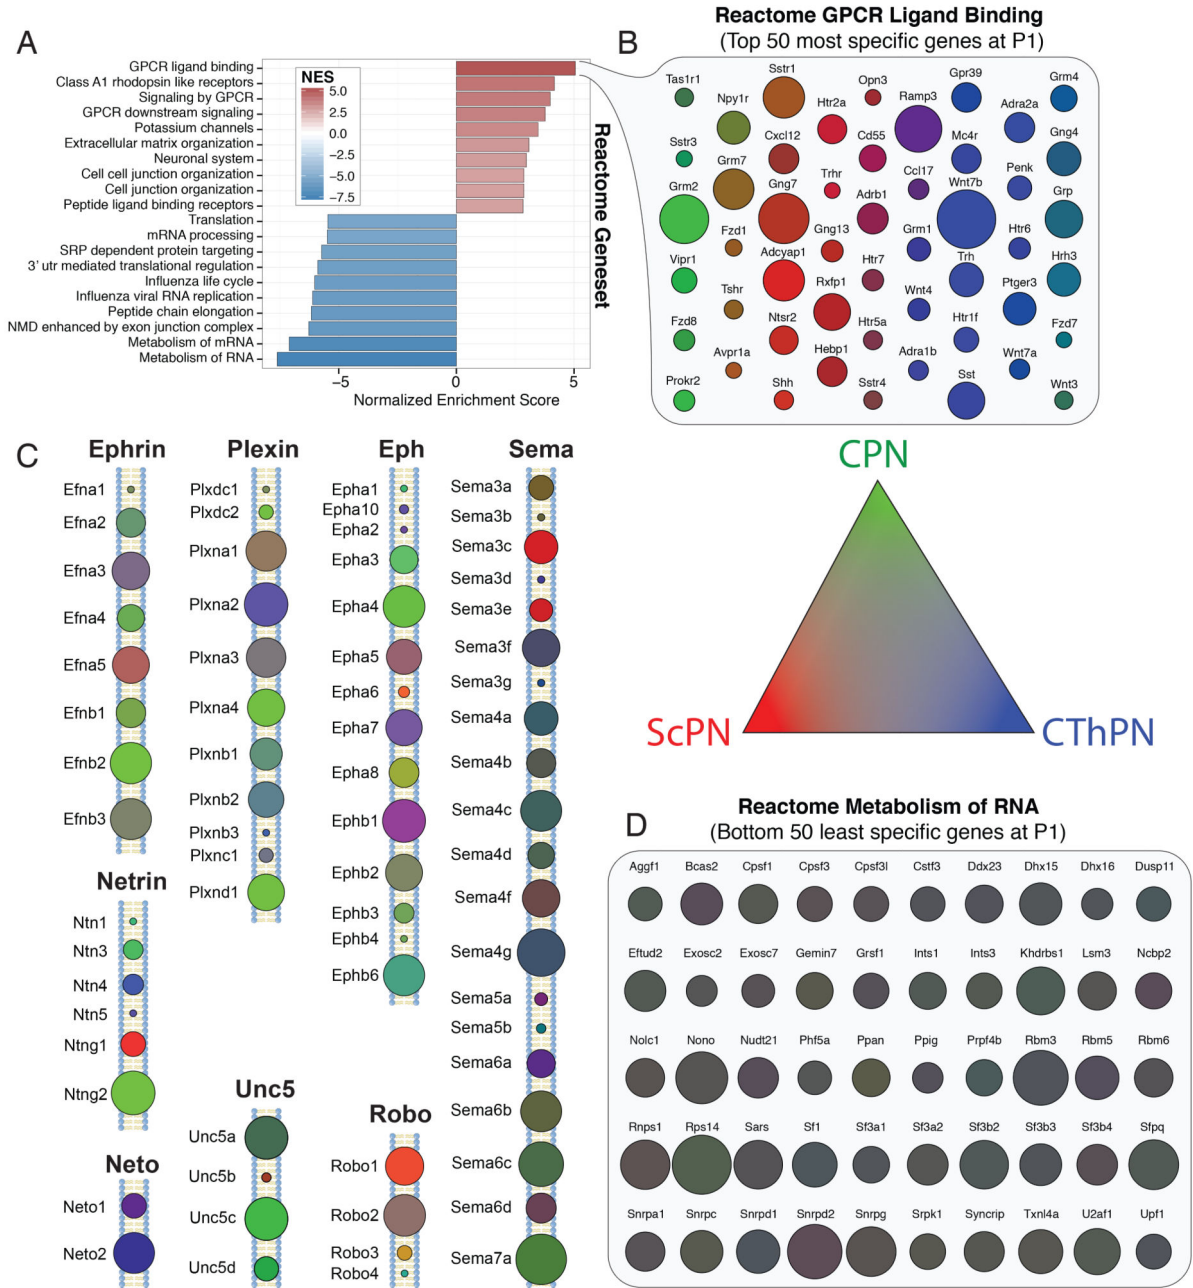 A
GPCR ligand binding
Class A1 rhodopsin like receptors
Signaling by GPCR
GPCR downstream signaling
Potassium channels
Extracellular matrix organization
Neuronal system
Cell cell junction organization
Cell junction organization
Peptide ligand binding receptors
Translation
mRNA processing
SRP dependent protein targeting
3' utr mediated translational regulation
Influenza life cycle
Influenza viral RNA replication
Peptide chain elongation
NMD enhanced by exon junction complex
Metabolism of mRNA
Metabolism of RNA
NES
5.0
2.5
0.0
−2.5
−5.0
−7.5
−5
0
5
Normalized Enrichment Score
Reactome Geneset
B
Reactome GPCR Ligand Binding
(Top 50 most specific genes at P1)
Tas1r1
Sstr3
Grm2
Vipr1
Fzd8
Prokr2
Npy1r
Grm7
Fzd1
Tshr
Avpr1a
Sstr1
Cxcl12
Gng7
Adcyap1
Ntsr2
Shh
Htr2a
Trhr
Gng13
Rxfp1
Hebp1
Opn3
Cd55
Adrb1
Htr7
Htr5a
Sstr4
Ramp3
Ccl17
Grm1
Wnt4
Adra1b
Gpr39
Mc4r
Wnt7b
Trh
Htr1f
Sst
Adra2a
Penk
Htr6
Ptger3
Wnt7a
Grm4
Gng4
Grp
Hrh3
Fzd7
Wnt3
CPN
ScPN
CThPN
C
Ephrin
Efna1
Efna2
Efna3
Efna4
Efna5
Efnb1
Efnb2
Efnb3
Netrin
Ntn1
Ntn3
Ntn4
Ntn5
Ntng1
Ntng2
Neto
Neto1
Neto2
Plexin
Plxdc1
Plxdc2
Plxna1
Plxna2
Plxna3
Plxna4
Plxnb1
Plxnb2
Plxnb3
Plxnc1
Plxnd1
Unc5
Unc5a
Unc5b
Unc5c
Unc5d
Eph
Epha1
Epha10
Epha2
Epha3
Epha4
Epha5
Epha6
Epha7
Epha8
Ephb1
Ephb2
Ephb3
Ephb4
Ephb6
Robo
Robo1
Robo2
Robo3
Robo4
Sema
Sema3a
Sema3b
Sema3c
Sema3d
Sema3e
Sema3f
Sema3g
Sema4a
Sema4b
Sema4c
Sema4d
Sema4f
Sema4g
Sema5a
Sema5b
Sema6a
Sema6b
Sema6c
Sema6d
Sema7a
D
Reactome Metabolism of RNA
(Bottom 50 least specific genes at P1)
Aggf1 Bcas2 Cpsf1 Cpsf3 Cpsf3l Cstf3 Ddx23 Dhx15 Dhx16 Dusp11
Eftud2 Exosc2 Exosc7 Gemin7 Grsf1 Ints1 Ints3 Khdrbs1 Lsm3 Ncbp2
Nolc1 Nono Nudt21 Phf5a Ppan Ppig Prpf4b Rbm3 Rbm5 Rbm6
Rnps1 Rps14 Sars Sf1 Sf3a1 Sf3a2 Sf3b2 Sf3b3 Sf3b4 Sfpq
Snrpa1 Snrpc Snrpd1 Snrpd2 Snrpg Srpk1 Syncrip Txnl4a U2af1 Upf1